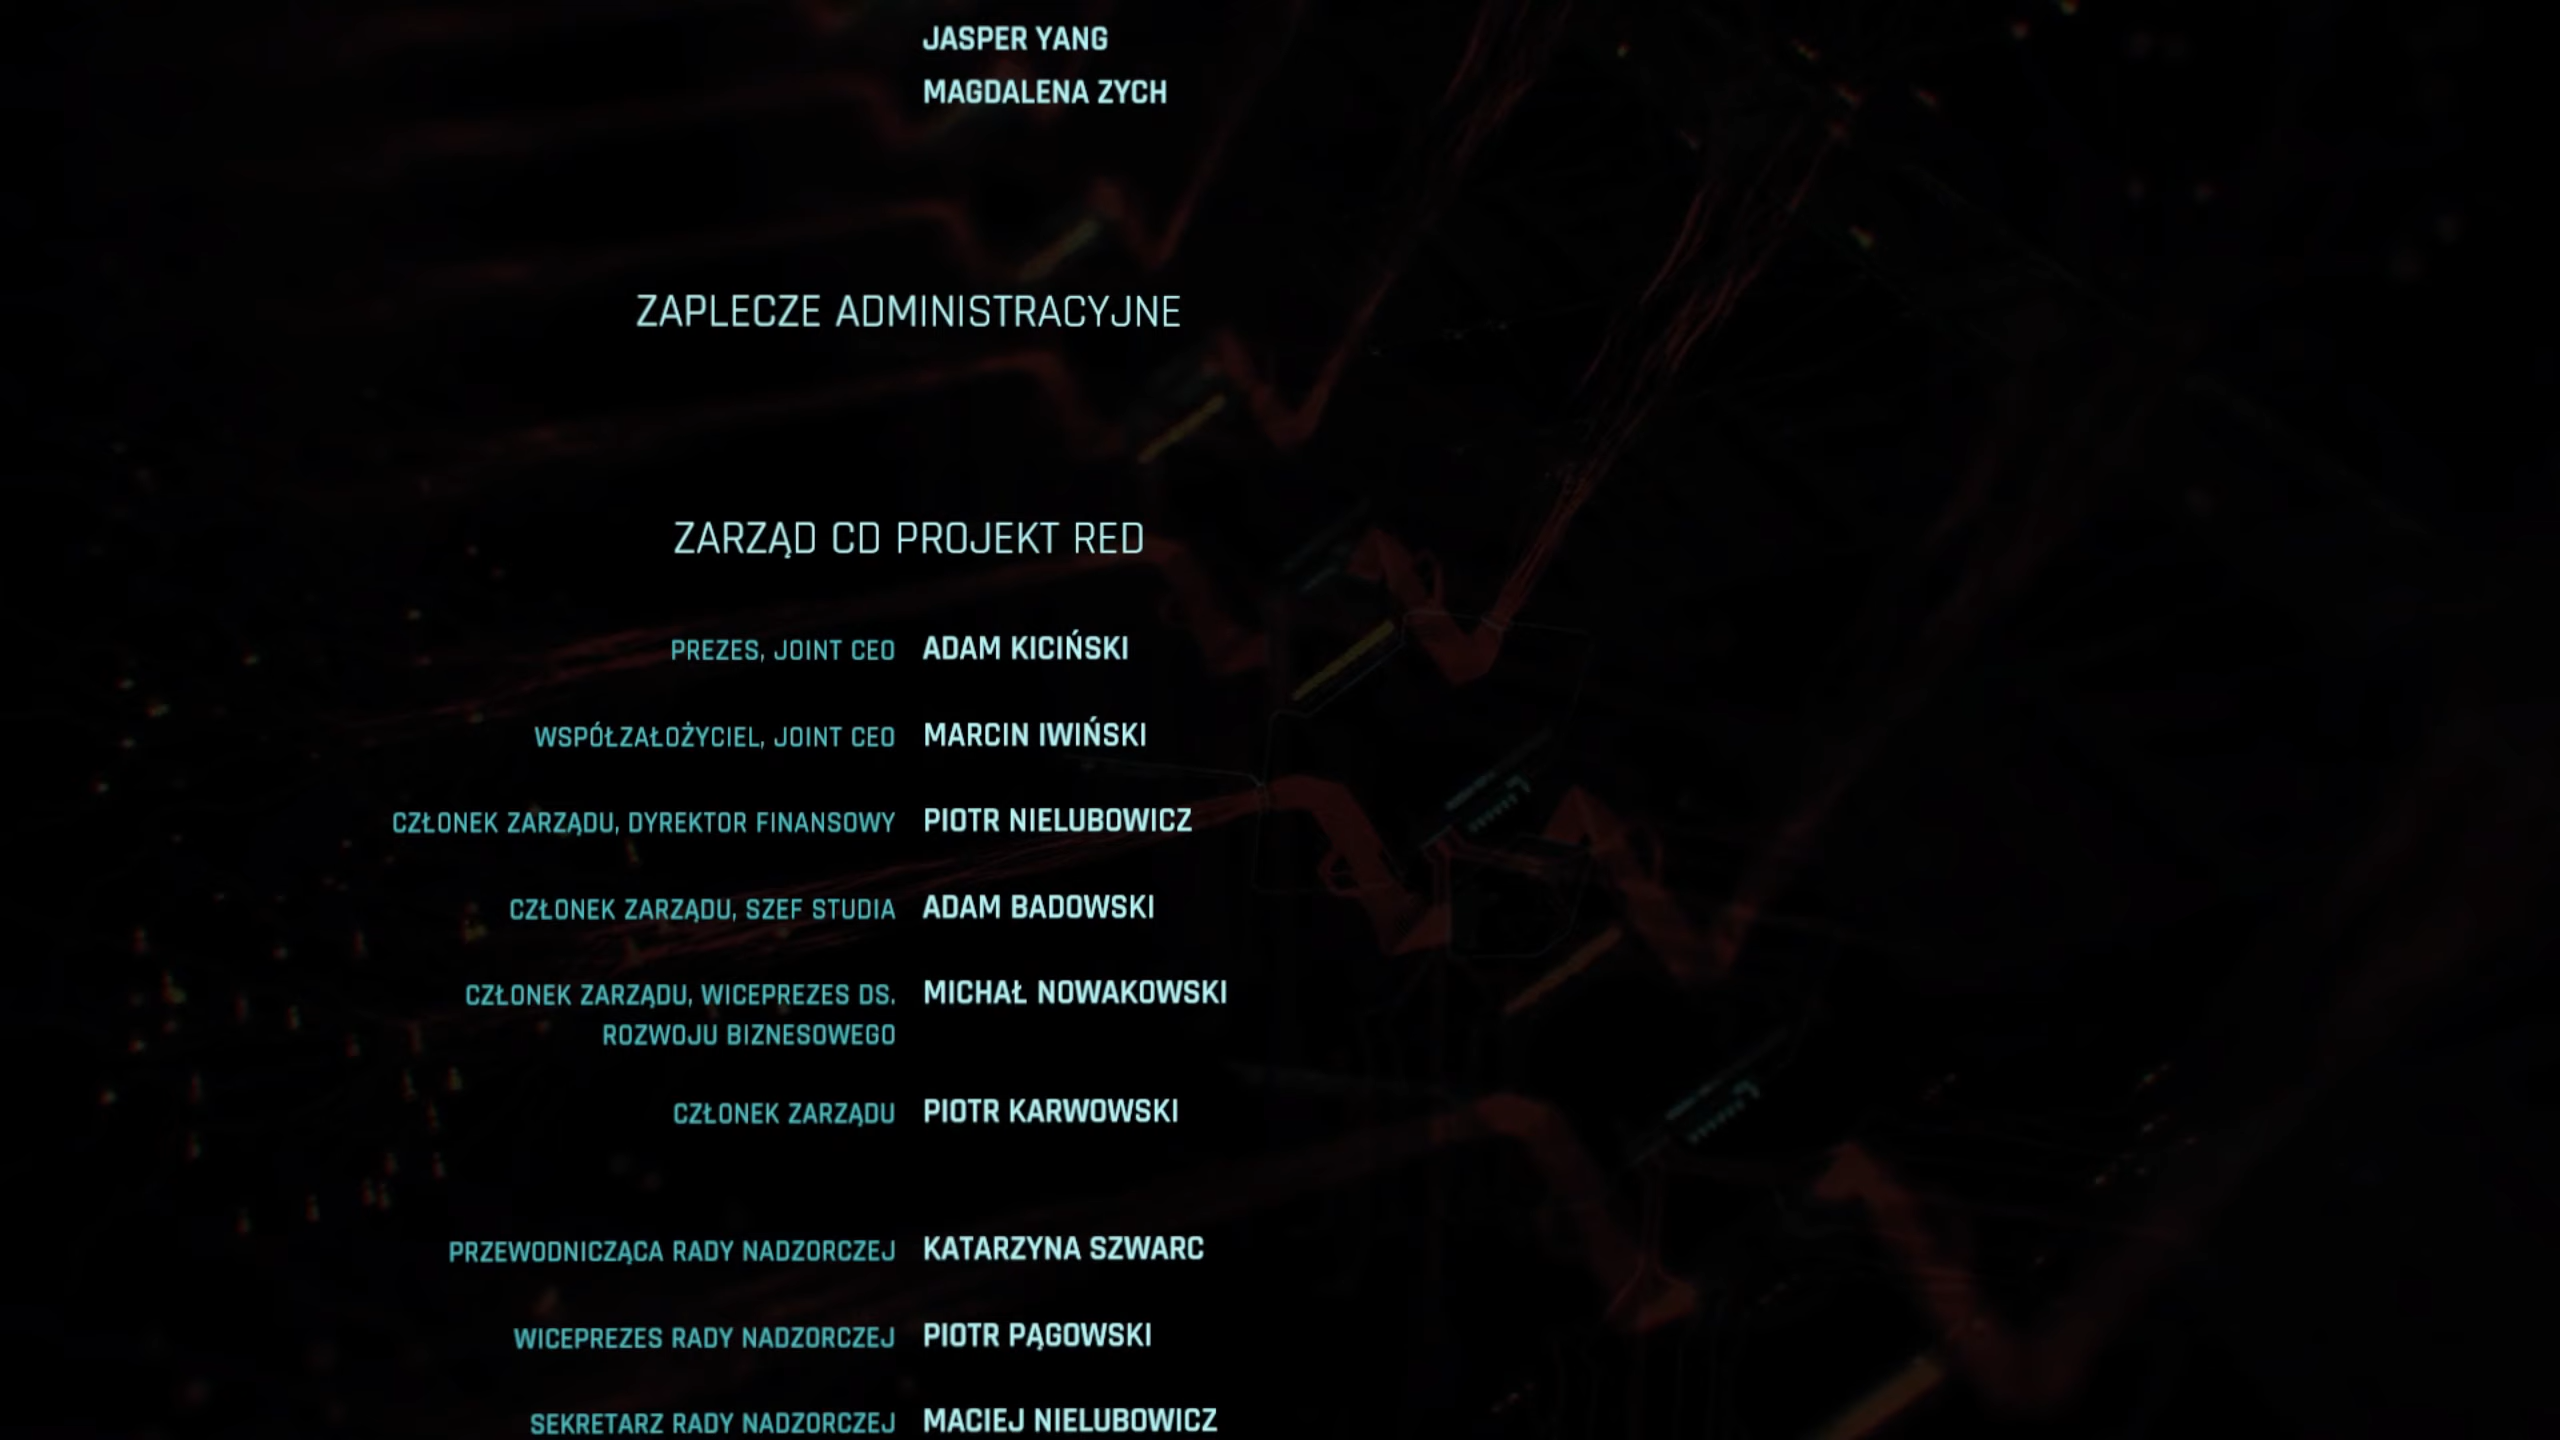 JASPER YANG
MAGDALENA ZYCH
ZAPLECZE ADMINISTRACYJNE
ZARZĄD CD PROJEKT RED
PREZES, JOINT CEO ADAM KICIŃSKI
WSPÓŁZAŁOŻYCIEL, JOINT CEO MARCIN IWIŃSKI
CZŁONEK ZARZĄDU, DYREKTOR FINANSOWY PIOTR NIELUBOWICZ
CZŁONEK ZARZĄDU, SZEF STUDIA ADAM BADOWSKI
CZŁONEK ZARZĄDU, WICEPREZES DS. MICHAŁ NOWAKOWSKI
ROZWOJU BIZNESOWEGO
CZŁONEK ZARZĄDU PIOTR KARWOWSKI
PRZEWODNICZĄCA RADY NADZORCZEJ KATARZYNA SZWARC
WICEPREZES RADY NADZORCZEJ PIOTR PĄGOWSKI
SEKRETARZ RADY NADZORCZEJ MACIEJ NIELUBOWICZ